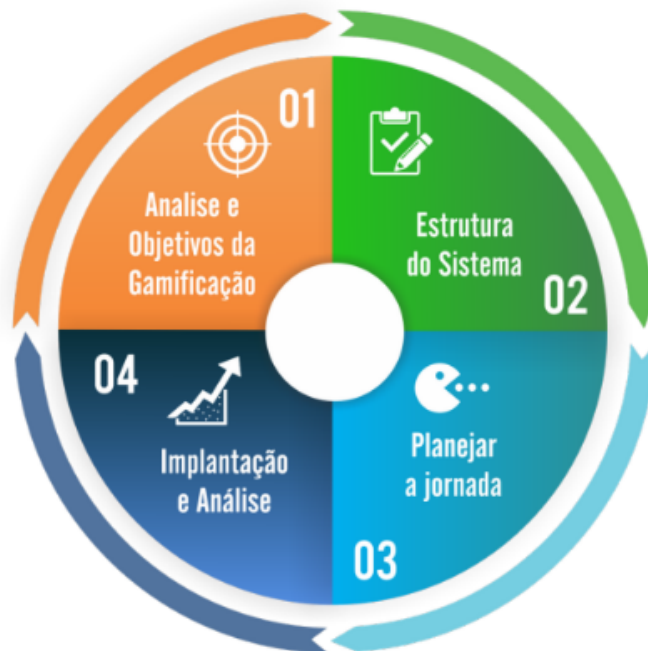 01
Analise e
Objetivos da
Gamificação
Estrutura
do Sistema
02
Planejar
a jornada
03
04
Implantação
e Análise